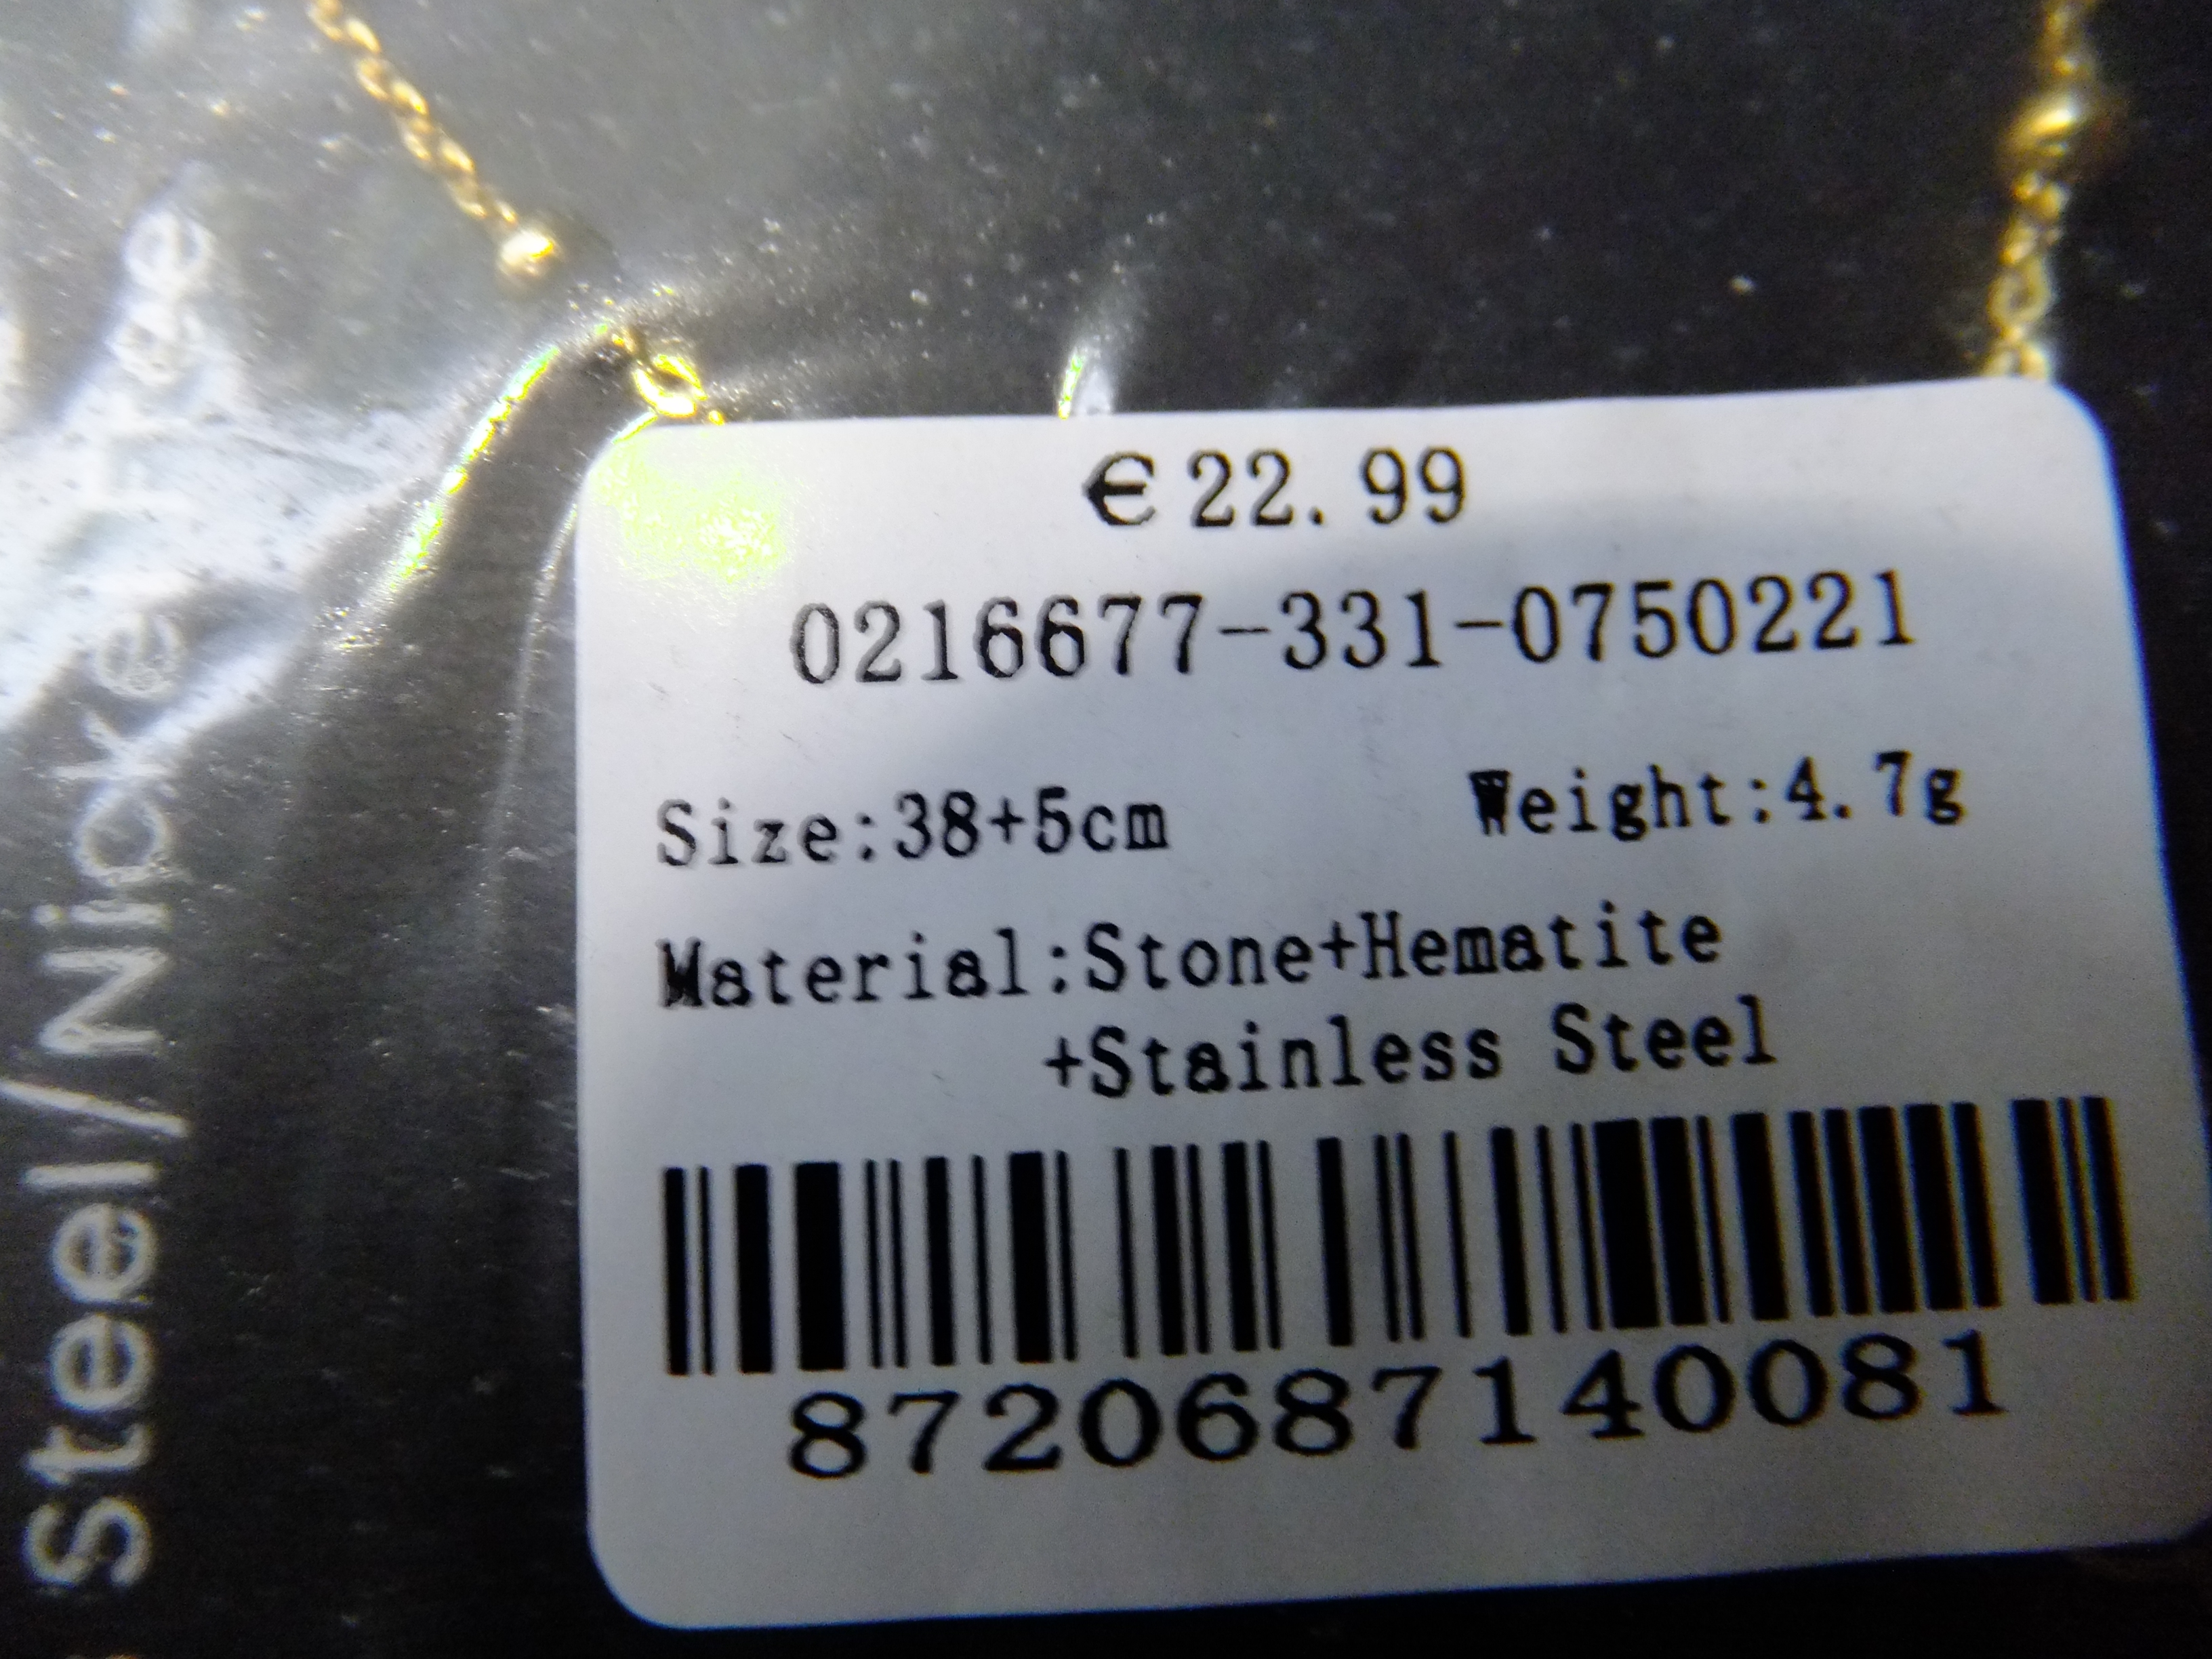 €22.99
0216677-331-0750221
Size:38+5cm Weight:4.7g
Material:Stone+Hematite
+Stainless Steel
8720687140081
Steel/Nickel Free